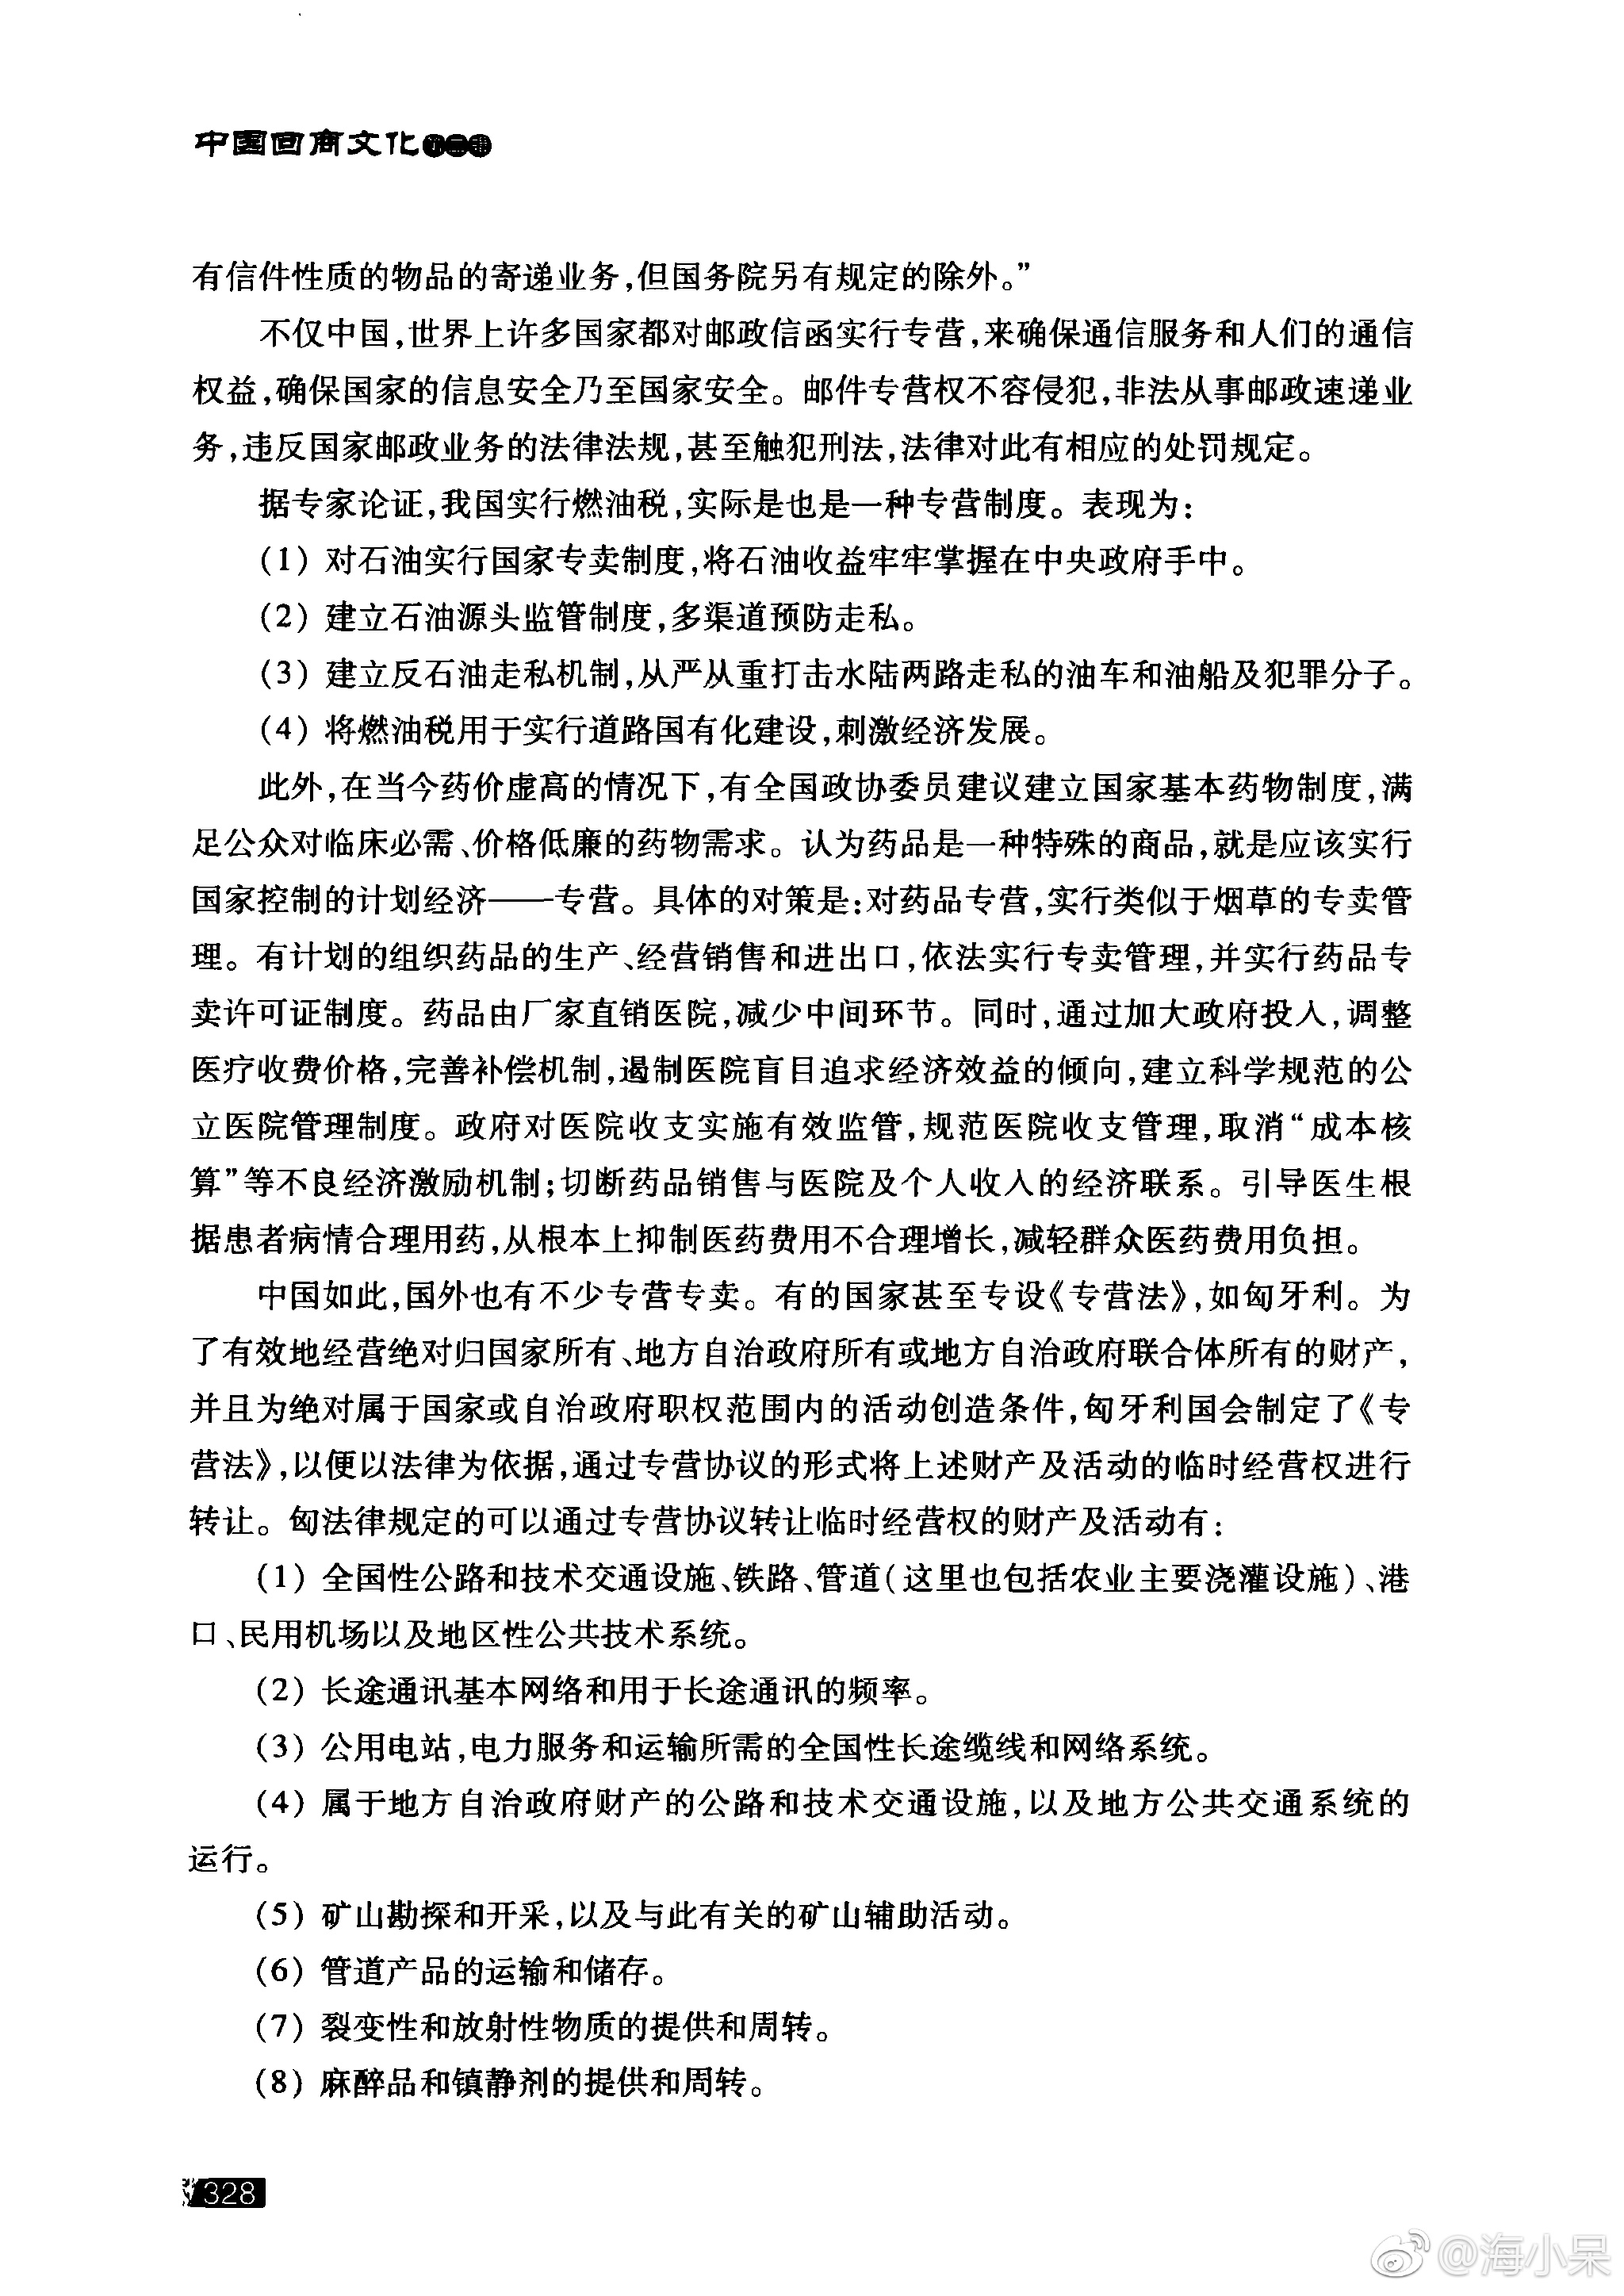 中国回商文化
有信件性质的物品的寄递业务,但国务院另有规定的除外。”
不仅中国,世界上许多国家都对邮政信函实行专营,来确保通信服务和人们的通信
权益,确保国家的信息安全乃至国家安全。邮件专营权不容侵犯,非法从事邮政速递业
务,违反国家邮政业务的法律法规,甚至触犯刑法,法律对此有相应的处罚规定。
据专家论证,我国实行燃油税,实际是也是一种专营制度。表现为:
(1) 对石油实行国家专卖制度,将石油收益牢牢掌握在中央政府手中。
(2) 建立石油源头监管制度,多渠道预防走私。
(3) 建立反石油走私机制,从严从重打击水陆两路走私的油车和油船及犯罪分子。
(4) 将燃油税用于实行道路国有化建设,刺激经济发展。
此外,在当今药价虚高的情况下,有全国政协委员建议建立国家基本药物制度,满
足公众对临床必需、价格低廉的药物需求。认为药品是一种特殊的商品,就是应该实行
国家控制的计划经济——专营。具体的对策是:对药品专营,实行类似于烟草的专卖管
理。有计划的组织药品的生产、经营销售和进出口,依法实行专卖管理,并实行药品专
卖许可证制度。药品由厂家直销医院,减少中间环节。同时,通过加大政府投入,调整
医疗收费价格,完善补偿机制,遏制医院盲目追求经济效益的倾向,建立科学规范的公
立医院管理制度。政府对医院收支实施有效监管,规范医院收支管理,取消“成本核
算”等不良经济激励机制;切断药品销售与医院及个人收入的经济联系。引导医生根
据患者病情合理用药,从根本上抑制医药费用不合理增长,减轻群众医药费用负担。
中国如此,国外也有不少专营专卖。有的国家甚至专设《专营法》,如匈牙利。为
了有效地经营绝对归国家所有、地方自治政府所有或地方自治政府联合体所有的财产,
并且为绝对属于国家或自治政府职权范围内的活动创造条件,匈牙利国会制定了《专
营法》,以便以法律为依据,通过专营协议的形式将上述财产及活动的临时经营权进行
转让。匈法律规定的可以通过专营协议转让临时经营权的财产及活动有:
(1) 全国性公路和技术交通设施、铁路、管道(这里也包括农业主要浇灌设施)、港
口、民用机场以及地区性公共技术系统。
(2) 长途通讯基本网络和用于长途通讯的频率。
(3) 公用电站,电力服务和运输所需的全国性长途缆线和网络系统。
(4) 属于地方自治政府财产的公路和技术交通设施,以及地方公共交通系统的
运行。
(5) 矿山勘探和开采,以及与此有关的矿山辅助活动。
(6) 管道产品的运输和储存。
(7) 裂变性和放射性物质的提供和周转。
(8) 麻醉品和镇静剂的提供和周转。
328
@海小呆